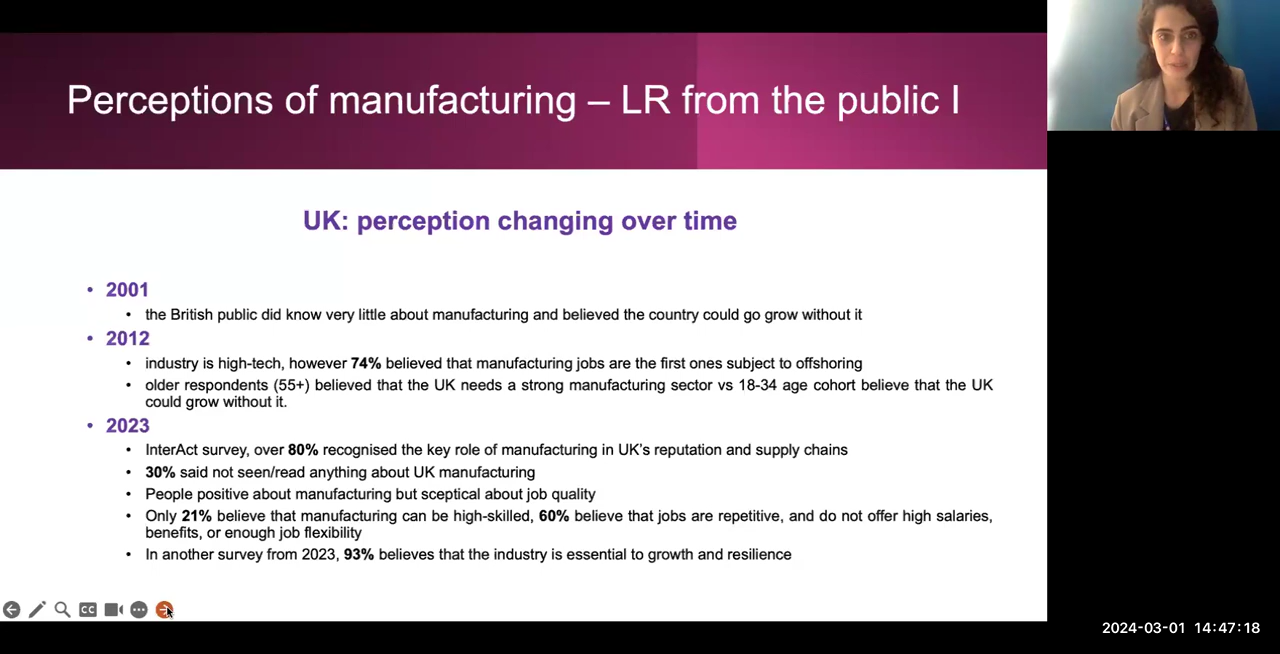 Perceptions of manufacturing – LR from the public I
UK: perception changing over time
• 2001
• the British public did know very little about manufacturing and believed the country could go grow without it
• 2012
• industry is high-tech, however 74% believed that manufacturing jobs are the first ones subject to offshoring
• older respondents (55+) believed that the UK needs a strong manufacturing sector vs 18-34 age cohort believe that the UK
could grow without it.
• 2023
• InterAct survey, over 80% recognised the key role of manufacturing in UK's reputation and supply chains
• 30% said not seen/read anything about UK manufacturing
• People positive about manufacturing but sceptical about job quality
• Only 21% believe that manufacturing can be high-skilled, 60% believe that jobs are repetitive, and do not offer high salaries,
benefits, or enough job flexibility
• In another survey from 2023, 93% believes that the industry is essential to growth and resilience
CC
2024-03-01 14:47:18